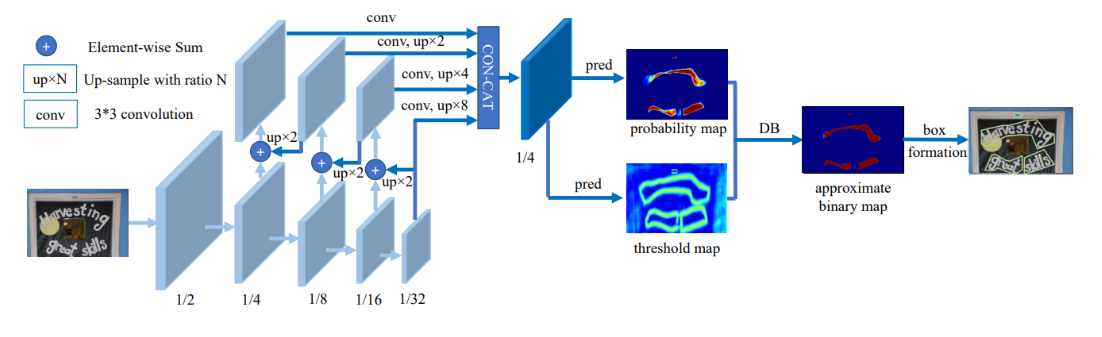 conv
conv, up×2
conv, up×4
conv, up×8
CON-CAT
Element-wise Sum
up×N
Up-sample with ratio N
conv
3*3 convolution
up×2
up×2
up×2
1/2
1/4
1/8
1/16
1/32
1/4
pred
pred
probability map
threshold map
DB
approximate
binary map
box
formation
Harvesting
great skills
Harvesting
great skills